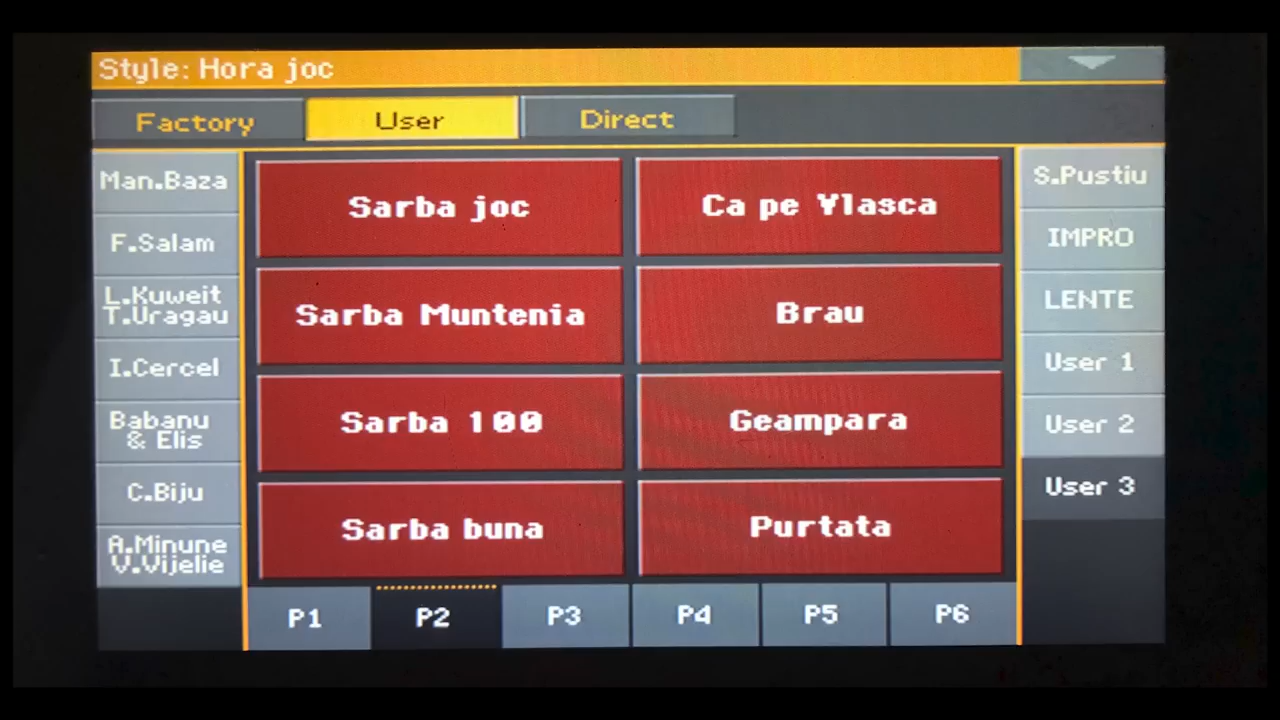 Style: Hora joc
Factory
User
Direct
Man.Baza
F.Salam
L.Kuweit
T.Uragau
I.Cercel
Babanu
& Elis
C.Biju
A.Minune
V.Vijelie
Sarba joc
Ca pe Vlasca
Sarba Muntenia
Brau
Sarba 100
Geampara
Sarba buna
Purtata
S.Pustiu
IMPRO
LENTE
User 1
User 2
User 3
P1
P2
P3
P4
P5
P6